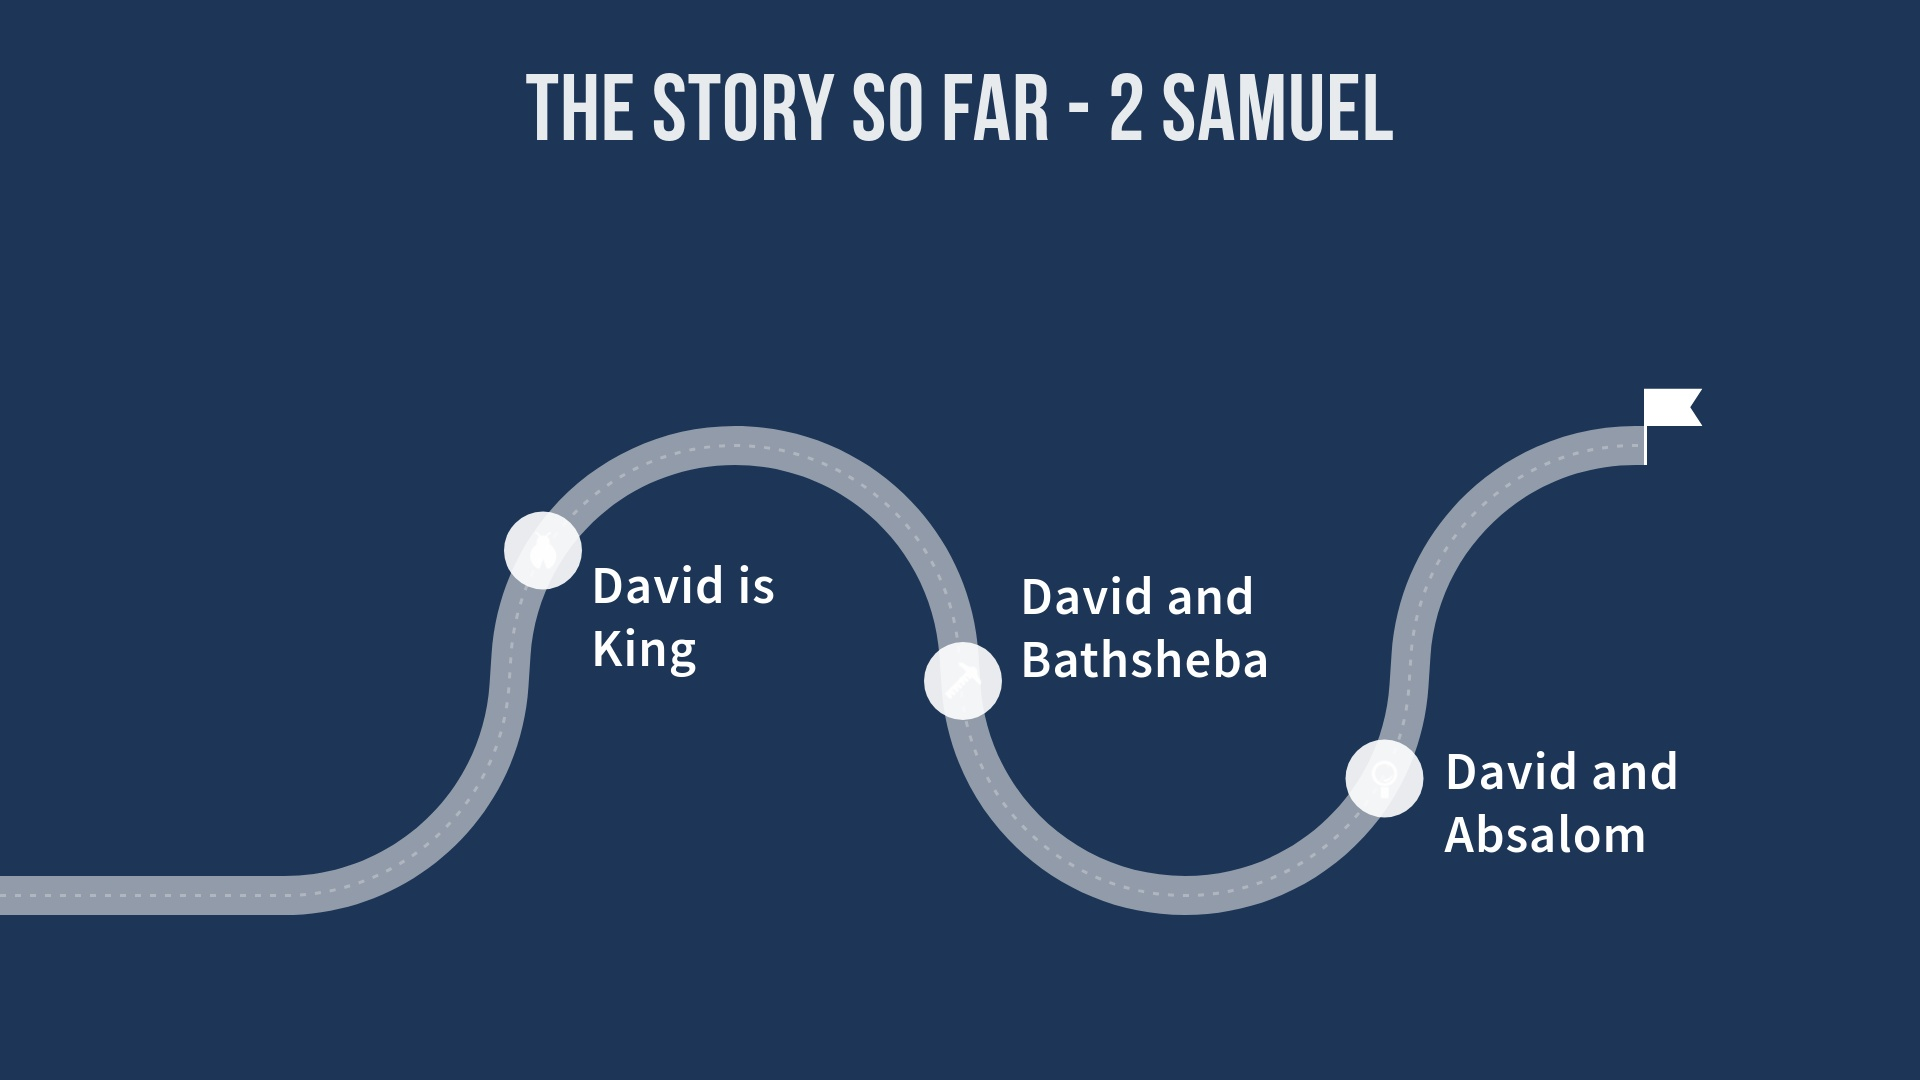 THE STORY SO FAR - 2 SAMUEL
David is
King
David and
Bathsheba
David and
Absalom